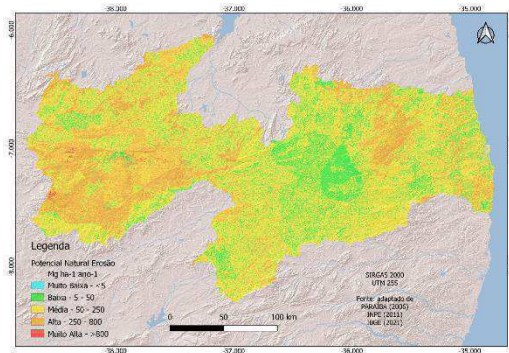 -38.000 -37.000 -36.000 -35.000
-6.000
-7.000
-8.000
Legenda
Potencial Natural Erosão
Mg ha-1 ano-1
Muito Baixa - <5
Baixa - 5 - 50
Média - 50 - 250
Alta - 250 - 800
Muito Alta - >800
0 50 100 km
SIRGAS 2000
UTM 25S
Fonte: adaptado de
PARAÍBA (2006)
INPE (2011)
IBGE (2021)
-38.000 -37.000 -36.000 -35.000